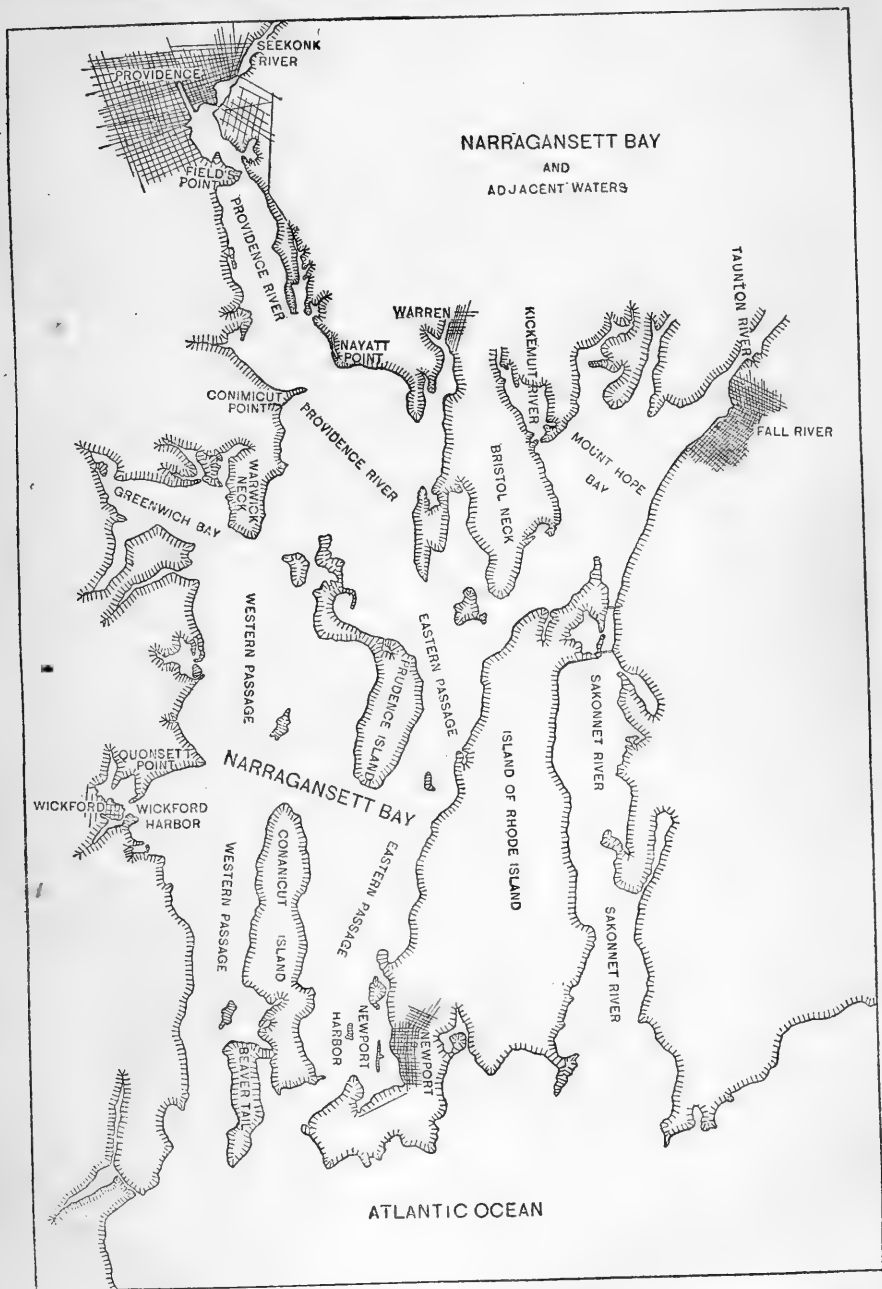 SEEKONK
RIVER
PROVIDENCE
NARRAGANSETT BAY
AND
ADJACENT WATERS
FIELD'S
POINT
PROVIDENCE RIVER
TAUNTON RIVER
WARREN
KICKEMUIT RIVER
NAYATT
POINT
CONIMICUT
POINT
PROVIDENCE RIVER
FALL RIVER
MOUNT HOPE
BAY
BRISTOL NECK
WARWICK
NECK
GREENWICH BAY
WESTERN PASSAGE
EASTERN PASSAGE
PRUDENCE ISLAND
SAKONNET RIVER
ISLAND OF RHODE ISLAND
QUONSETT
POINT
NARRAGANSETT BAY
WICKFORD
WICKFORD
HARBOR
WESTERN PASSAGE
CONANICUT
ISLAND
EASTERN PASSAGE
SAKONNET RIVER
NEWPORT
HARBOR
NEWPORT
BEAVER TAIL
ATLANTIC OCEAN